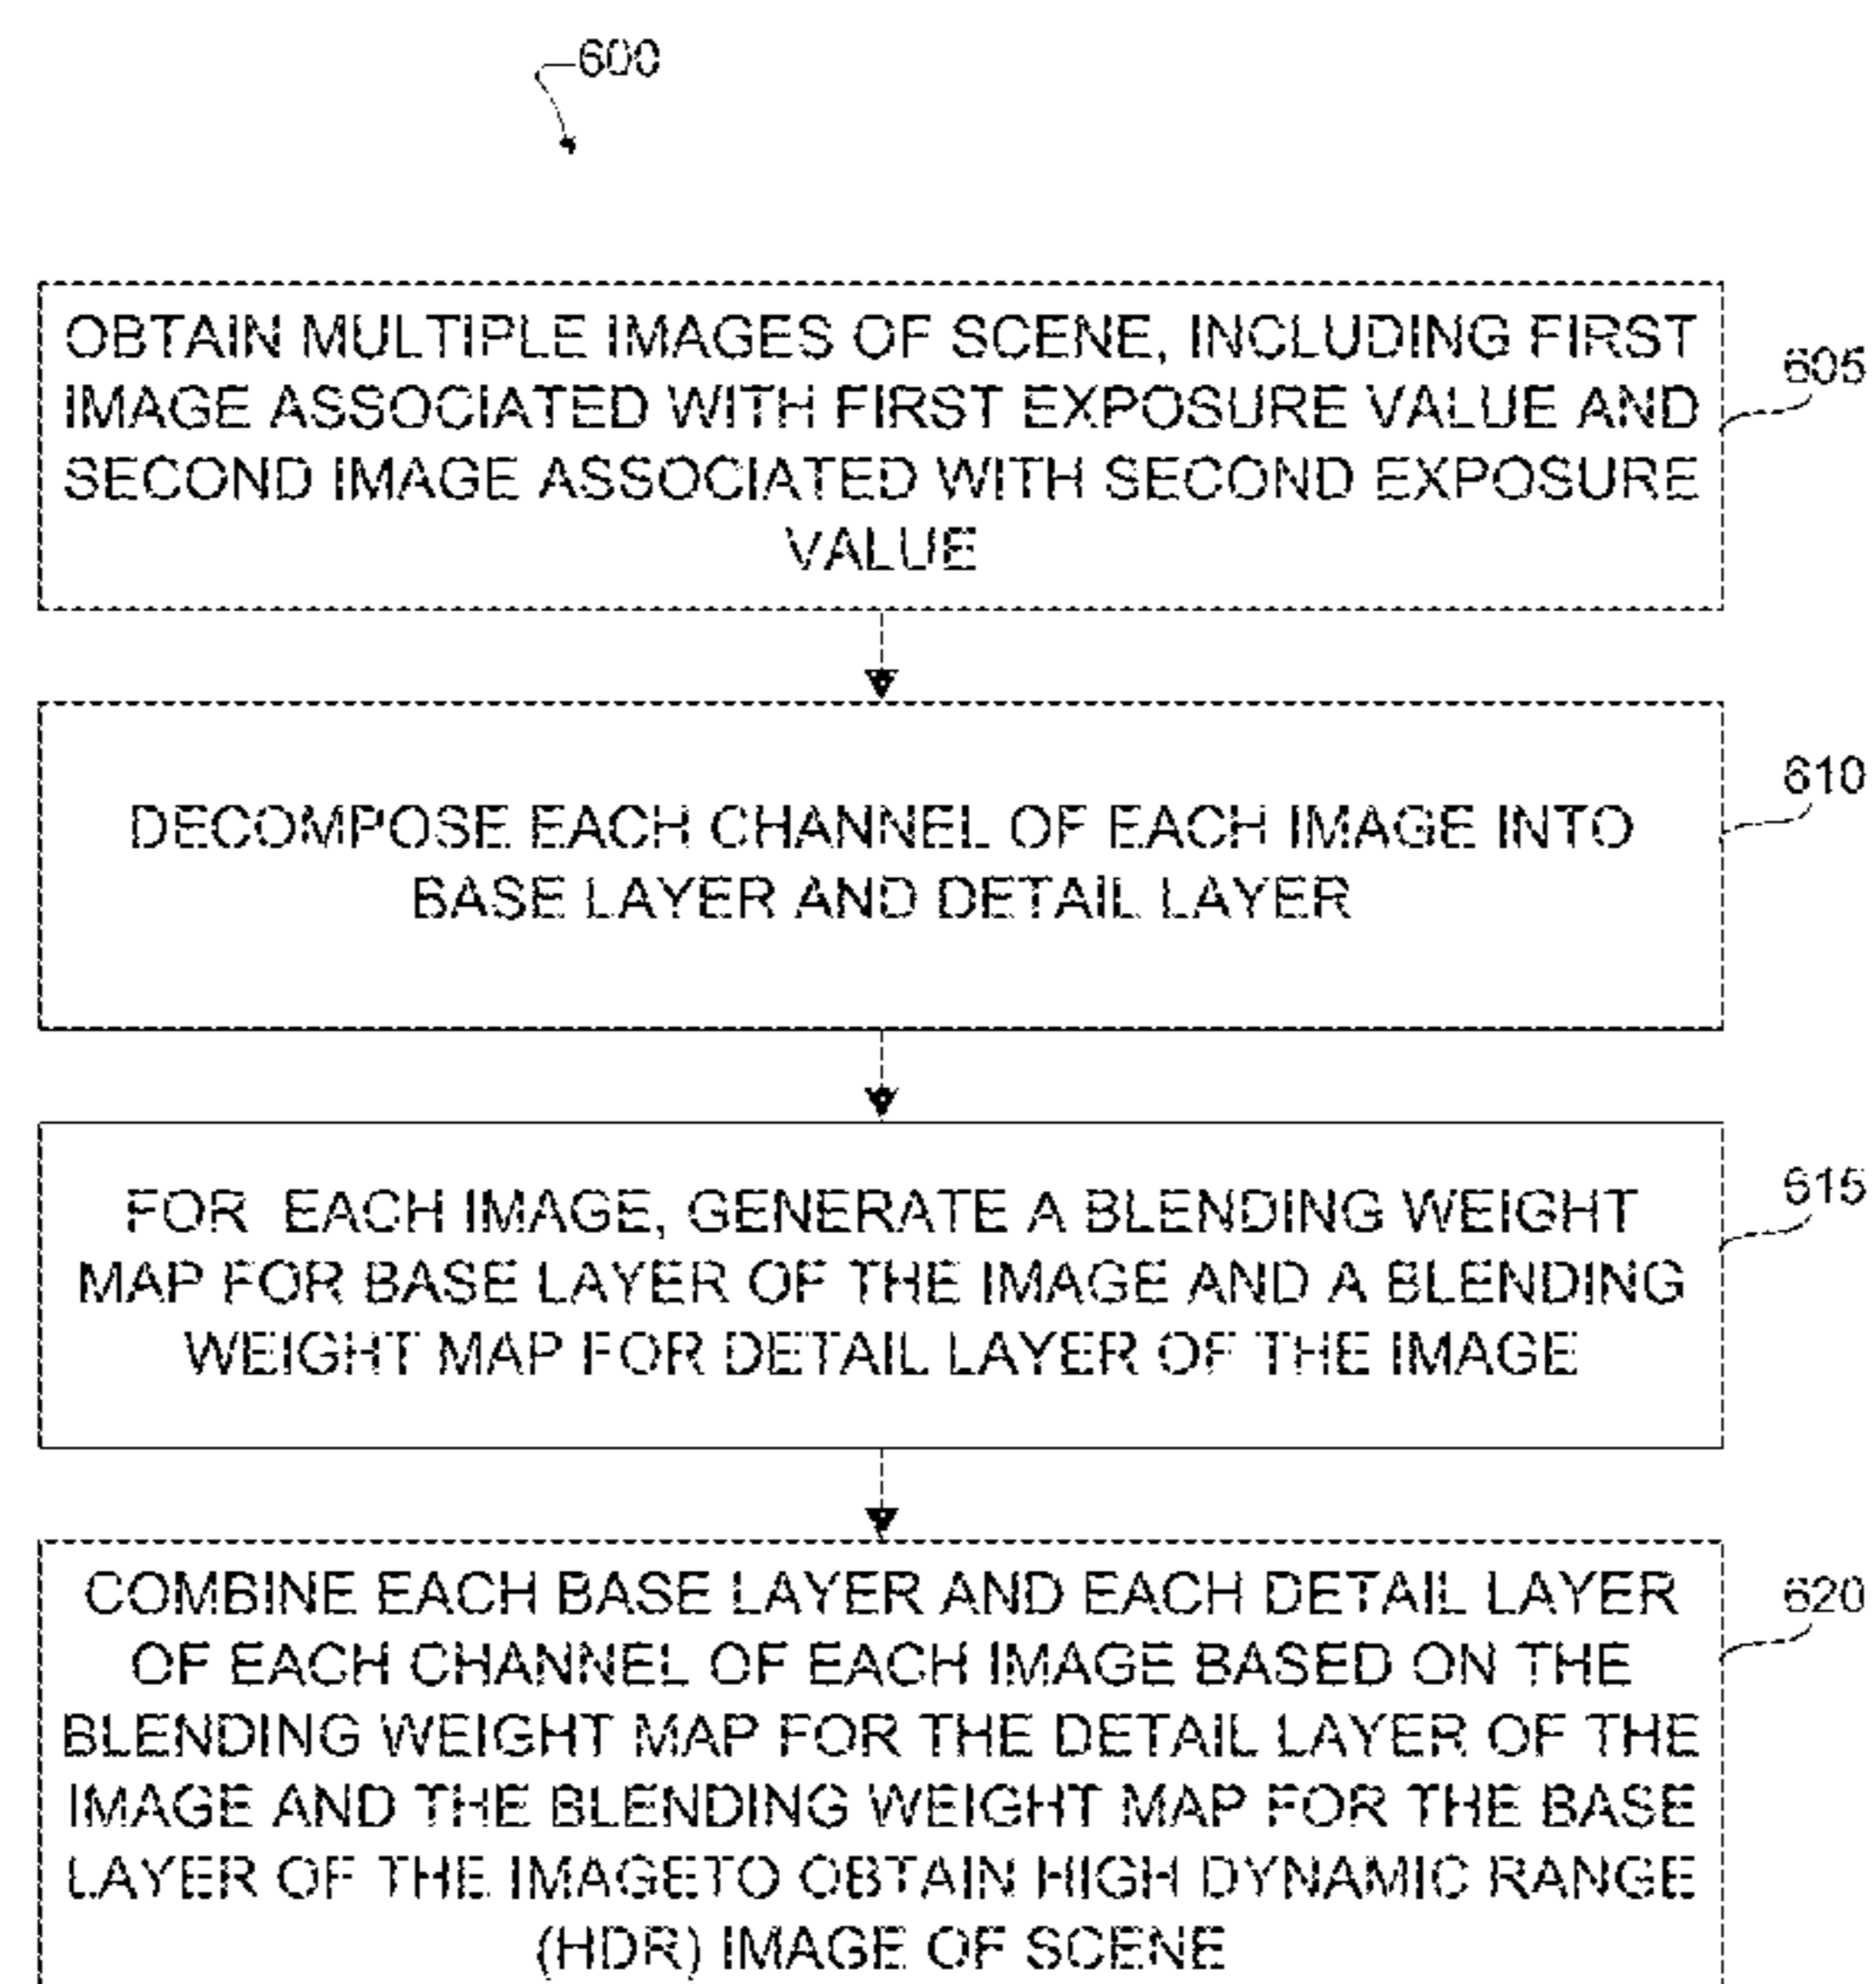 600
OBTAIN MULTIPLE IMAGES OF SCENE, INCLUDING FIRST
IMAGE ASSOCIATED WITH FIRST EXPOSURE VALUE AND
SECOND IMAGE ASSOCIATED WITH SECOND EXPOSURE
VALUE
605
DECOMPOSE EACH CHANNEL OF EACH IMAGE INTO
BASE LAYER AND DETAIL LAYER
610
FOR EACH IMAGE, GENERATE A BLENDING WEIGHT
MAP FOR BASE LAYER OF THE IMAGE AND A BLENDING
WEIGHT MAP FOR DETAIL LAYER OF THE IMAGE
615
COMBINE EACH BASE LAYER AND EACH DETAIL LAYER
OF EACH CHANNEL OF EACH IMAGE BASED ON THE
BLENDING WEIGHT MAP FOR THE DETAIL LAYER OF THE
IMAGE AND THE BLENDING WEIGHT MAP FOR THE BASE
LAYER OF THE IMAGETO OBTAIN HIGH DYNAMIC RANGE
(HDR) IMAGE OF SCENE
620